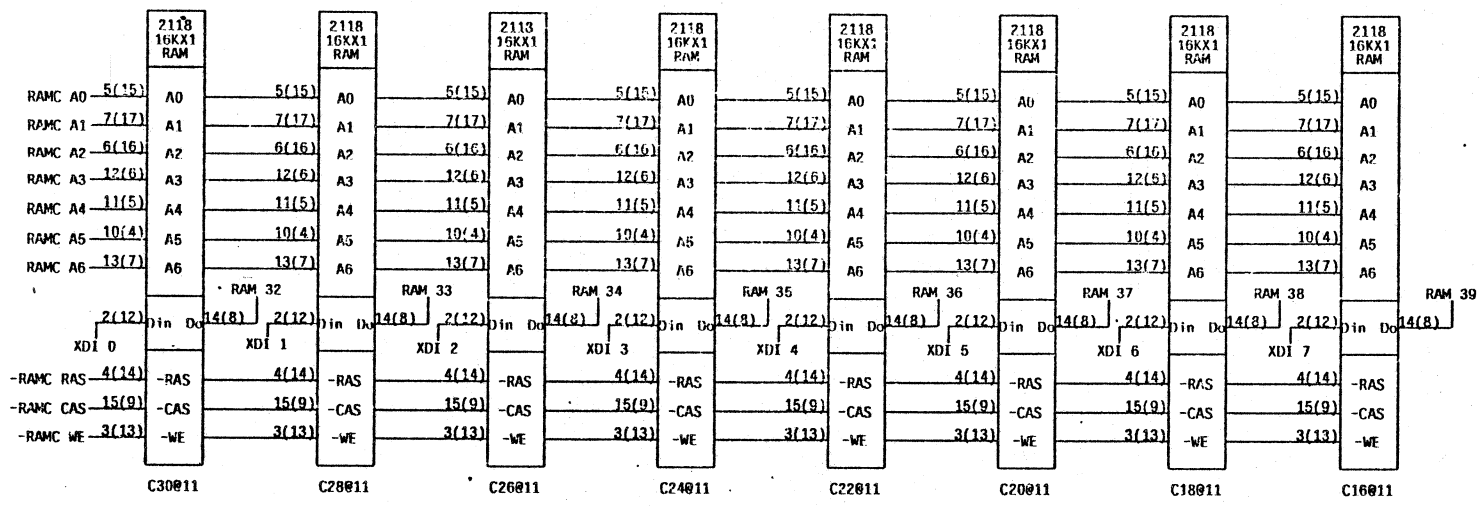 2118 2118 2118 2118 2118 2118 2118 2118
16KX1 16KX1 16KX1 16KX1 16KX1 16KX1 16KX1 16KX1
RAM RAM RAM RAM RAM RAM RAM RAM
RAMC A0 5(15) A0 5(15) A0 5(15) A0 5(15) A0 5(15) A0 5(15) A0 5(15) A0 5(15) A0
RAMC A1 7(17) A1 7(17) A1 7(17) A1 7(17) A1 7(17) A1 7(17) A1 7(17) A1 7(17) A1
RAMC A2 6(16) A2 6(16) A2 6(16) A2 6(16) A2 6(16) A2 6(16) A2 6(16) A2 6(16) A2
RAMC A3 12(6) A3 12(6) A3 12(6) A3 12(6) A3 12(6) A3 12(6) A3 12(6) A3 12(6) A3
RAMC A4 11(5) A4 11(5) A4 11(5) A4 11(5) A4 11(5) A4 11(5) A4 11(5) A4 11(5) A4
RAMC A5 10(4) A5 10(4) A5 10(4) A5 10(4) A5 10(4) A5 10(4) A5 10(4) A5 10(4) A5
RAMC A6 13(7) A6 13(7) A6 13(7) A6 13(7) A6 13(7) A6 13(7) A6 13(7) A6 13(7) A6
RAM 32 RAM 33 RAM 34 RAM 35 RAM 36 RAM 37 RAM 38 RAM 39
2(12) Din Do 14(8) 2(12) Din Do 14(8) 2(12) Din Do 14(8) 2(12) Din Do 14(8) 2(12) Din Do 14(8) 2(12) Din Do 14(8) 2(12) Din Do 14(8) 2(12) Din Do 14(8)
XDI 0 XDI 1 XDI 2 XDI 3 XDI 4 XDI 5 XDI 6 XDI 7
-RAMC RAS 4(14) -RAS 4(14) -RAS 4(14) -RAS 4(14) -RAS 4(14) -RAS 4(14) -RAS 4(14) -RAS 4(14) -RAS
-RAMC CAS 15(9) -CAS 15(9) -CAS 15(9) -CAS 15(9) -CAS 15(9) -CAS 15(9) -CAS 15(9) -CAS 15(9) -CAS
-RAMC WE 3(13) -WE 3(13) -WE 3(13) -WE 3(13) -WE 3(13) -WE 3(13) -WE 3(13) -WE 3(13) -WE
C30@11 C28@11 C26@11 C24@11 C22@11 C20@11 C18@11 C16@11